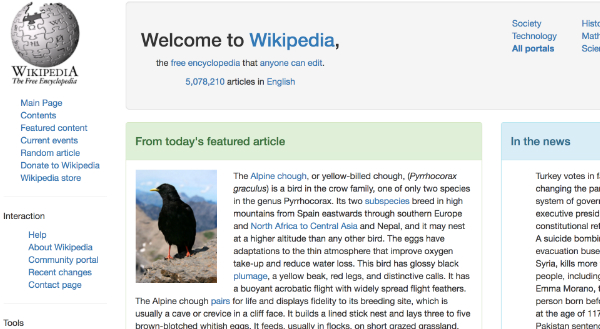 WIKIPEDIA
The Free Encyclopedia
Main Page
Contents
Featured content
Current events
Random article
Donate to Wikipedia
Wikipedia store
Interaction
Help
About Wikipedia
Community portal
Recent changes
Contact page
Tools
Welcome to Wikipedia,
the free encyclopedia that anyone can edit.
5,078,210 articles in English
Society
Technology
All portals
Histo
Math
Scien
From today's featured article
The Alpine chough, or yellow-billed chough, (Pyrrhocorax
graculus) is a bird in the crow family, one of only two species
in the genus Pyrrhocorax. Its two subspecies breed in high
mountains from Spain eastwards through southern Europe
and North Africa to Central Asia and Nepal, and it may nest
at a higher altitude than any other bird. The eggs have
adaptations to the thin atmosphere that improve oxygen
take-up and reduce water loss. This bird has glossy black
plumage, a yellow beak, red legs, and distinctive calls. It has
a buoyant acrobatic flight with widely spread flight feathers.
The Alpine chough pairs for life and displays fidelity to its breeding site, which is
usually a cave or crevice in a cliff face. It builds a lined stick nest and lays three to five
brown-blotched whitish eggs. It feeds, usually in flocks, on short grazed grassland,
In the news
Turkey votes in fa
changing the par
system of govern
executive presid
constitutional ref
A suicide bombin
evacuation buse
Syria, kills more
people, including
Emma Morano, t
person born befo
at the age of 117
Pakistan sentenc